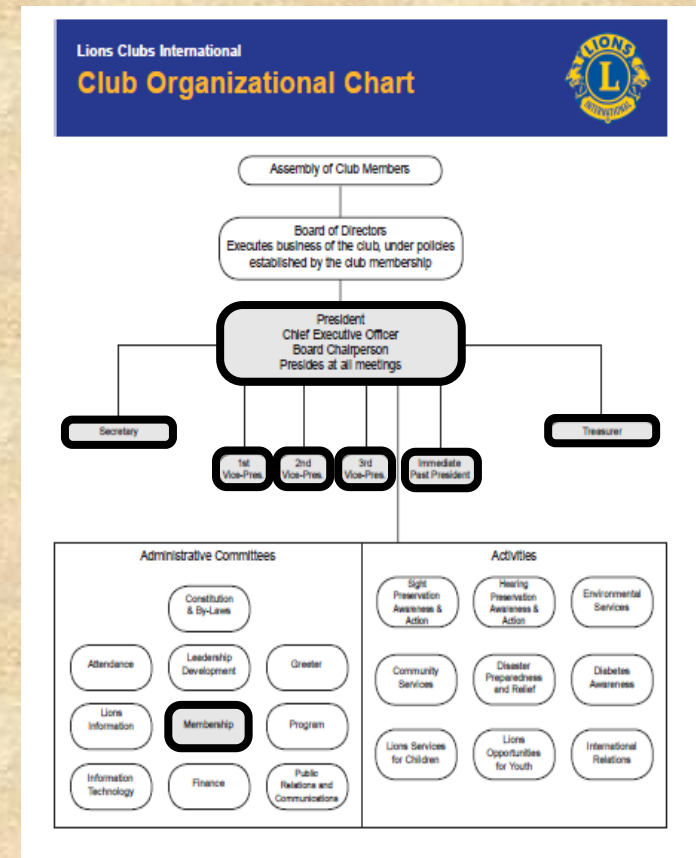 Lions Clubs International
Club Organizational Chart
LIONS
L
INTERNATIONAL
Assembly of Club Members
Board of Directors
Executes business of the club, under policies
established by the club membership
President
Chief Executive Officer
Board Chairperson
Presides at all meetings
Secretary
Treasurer
1st
Vice-Pres.
2nd
Vice-Pres.
3rd
Vice-Pres.
Immediate
Past President
Administrative Committees
Constitution
& By-Laws
Attendance
Leadership
Development
Greeter
Lions
Information
Membership
Program
Information
Technology
Finance
Public
Relations and
Communications
Activities
Sight
Preservation
Awareness &
Action
Hearing
Preservation
Awareness &
Action
Environmental
Services
Community
Services
Disaster
Preparedness
and Relief
Diabetes
Awareness
Lions Services
for Children
Lions
Opportunities
for Youth
International
Relations